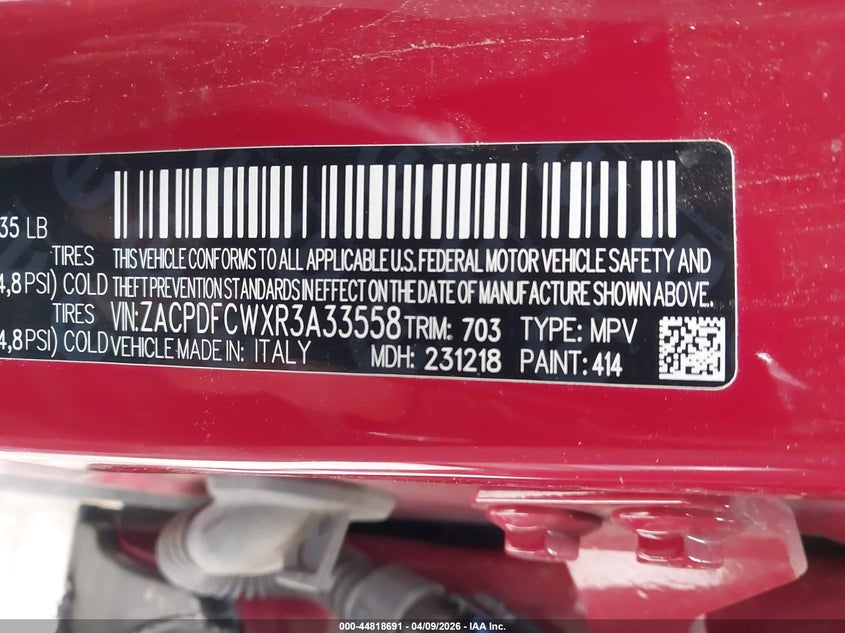 35 LB
TIRES
4,8 PSI) COLD
TIRES
4,8 PSI) COLD
THIS VEHICLE CONFORMS TO ALL APPLICABLE U.S. FEDERAL MOTOR VEHICLE SAFETY AND
THEFT PREVENTION STANDARDS IN EFFECT ON THE DATE OF MANUFACTURE SHOWN ABOVE.
VIN: ZACPDFCWXR3A33558 TRIM: 703 TYPE: MPV
VEHICLE MADE IN: ITALY MDH: 231218 PAINT: 414
000-44818691 - 04/09/2026 - IAA Inc.